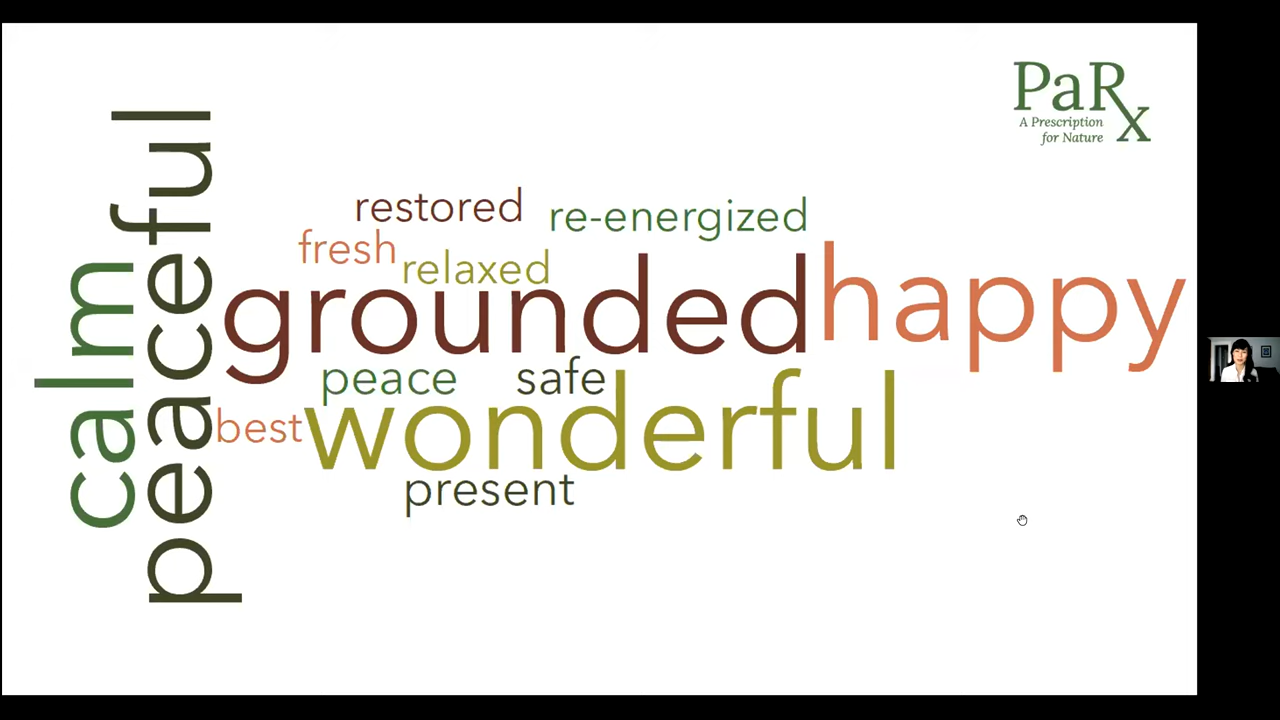 PaRx
A Prescription
for Nature
calm
peaceful
restored
re-energized
fresh
relaxed
grounded
happy
peace
safe
best
wonderful
present